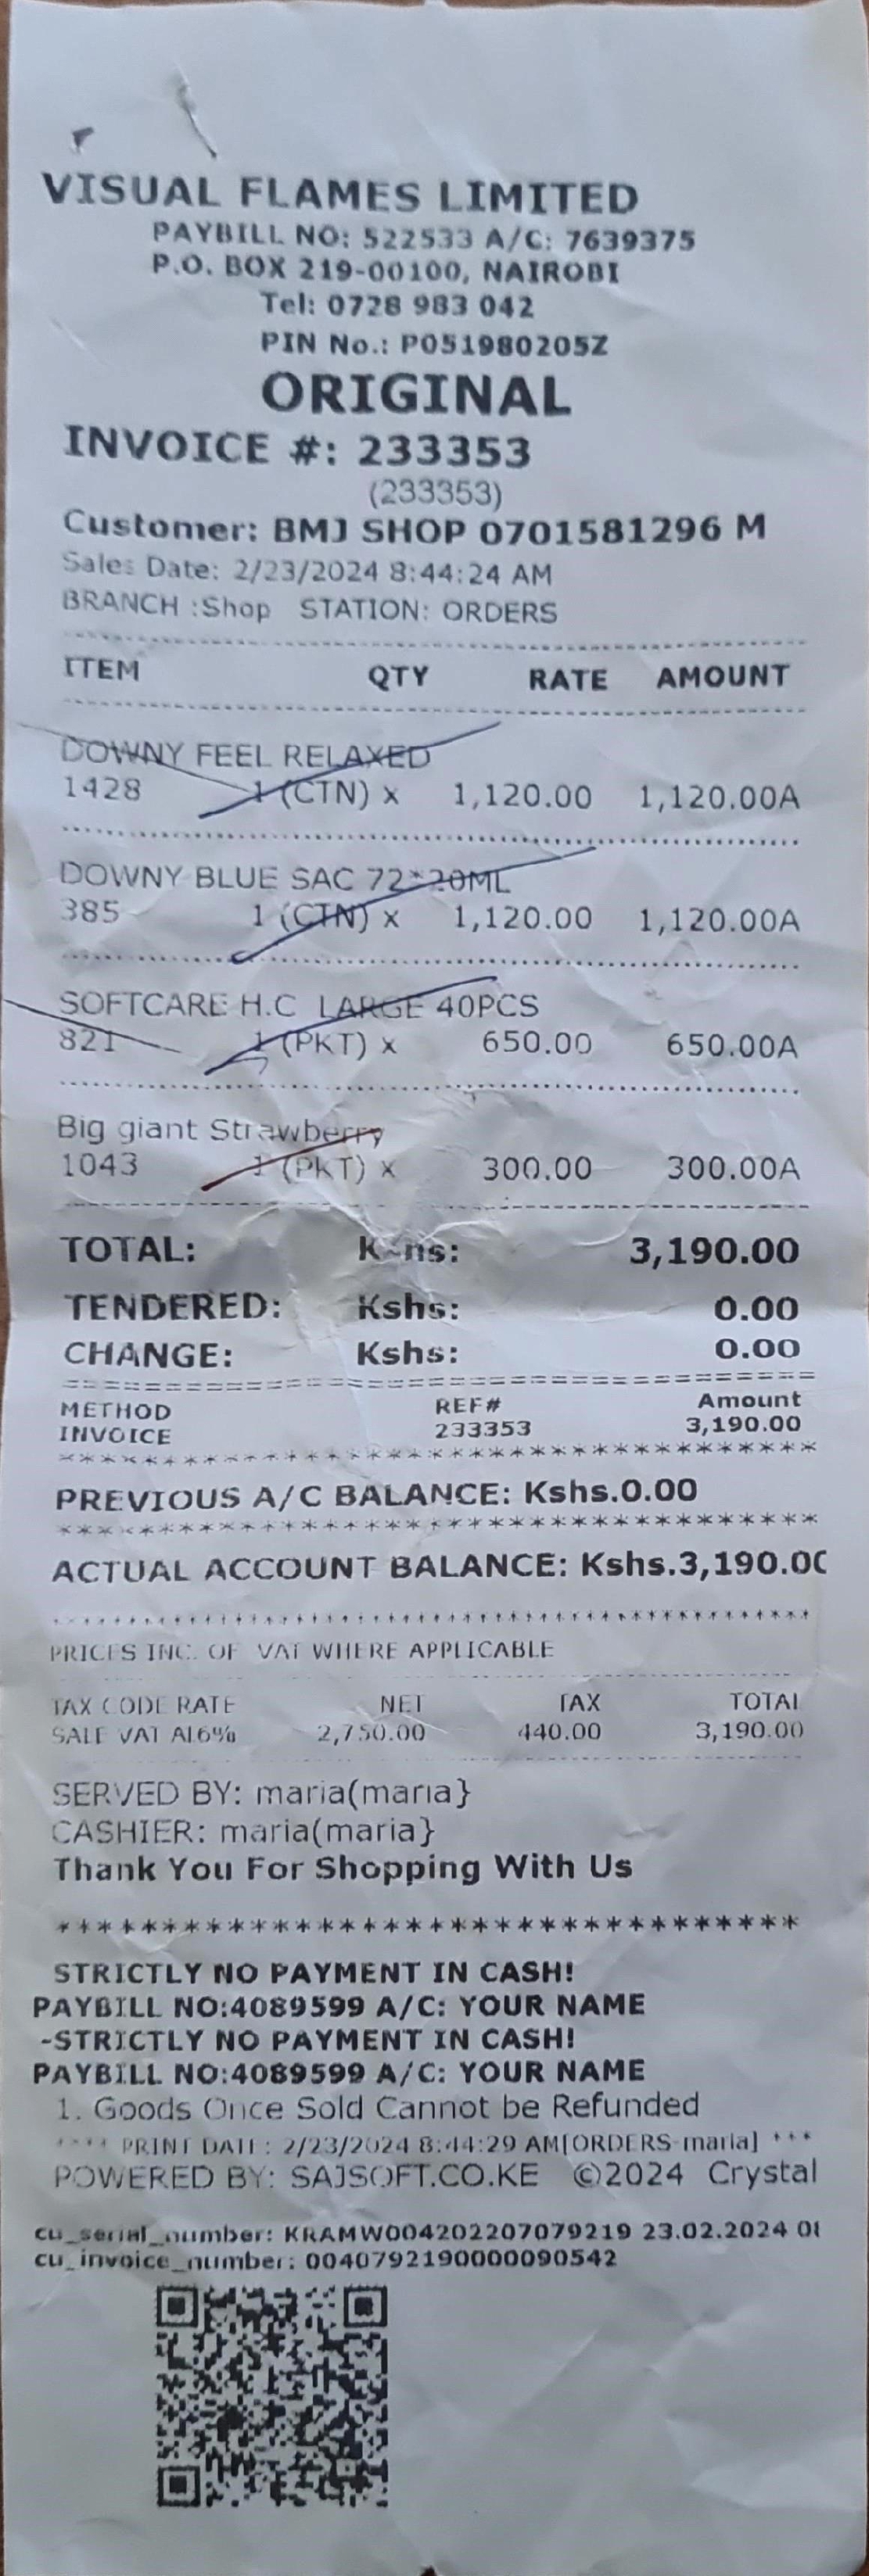 VISUAL FLAMES LIMITED
PAYBILL NO: 522533 A/C: 7639375
P.O. BOX 219-00100, NAIROBI
Tel: 0728 983 042
PIN No.: P051980205Z
ORIGINAL
INVOICE #: 233353
(233353)
Customer: BMJ SHOP 0701581296 M
Sales Date: 2/23/2024 8:44:24 AM
BRANCH :Shop STATION: ORDERS
ITEM QTY RATE AMOUNT
DOWNY FEEL RELAXED
1428 1 (CTN) x 1,120.00 1,120.00A
DOWNY BLUE SAC 72*20ML
385 1 (CTN) x 1,120.00 1,120.00A
SOFTCARE H.C LARGE 40PCS
821 1 (PKT) x 650.00 650.00A
Big giant Strawberry
1043 1 (PKT) x 300.00 300.00A
TOTAL: Kshs: 3,190.00
TENDERED: Kshs: 0.00
CHANGE: Kshs: 0.00
METHOD REF# Amount
INVOICE 233353 3,190.00
PREVIOUS A/C BALANCE: Kshs.0.00
ACTUAL ACCOUNT BALANCE: Kshs.3,190.00
PRICES INC. OF VAT WHERE APPLICABLE
TAX CODE RATE NET TAX TOTAL
SALE VAT A16% 2,750.00 440.00 3,190.00
SERVED BY: maria(maria}
CASHIER: maria(maria}
Thank You For Shopping With Us
STRICTLY NO PAYMENT IN CASH!
PAYBILL NO:4089599 A/C: YOUR NAME
-STRICTLY NO PAYMENT IN CASH!
PAYBILL NO:4089599 A/C: YOUR NAME
1. Goods Once Sold Cannot be Refunded
**** PRINT DATE: 2/23/2024 8:44:29 AM[ORDERS-maria] ***
POWERED BY: SAJSOFT.CO.KE ©2024 Crystal
cu_serial_number: KRAMW004202207079219 23.02.2024 08
cu_invoice_number: 0040792190000090542